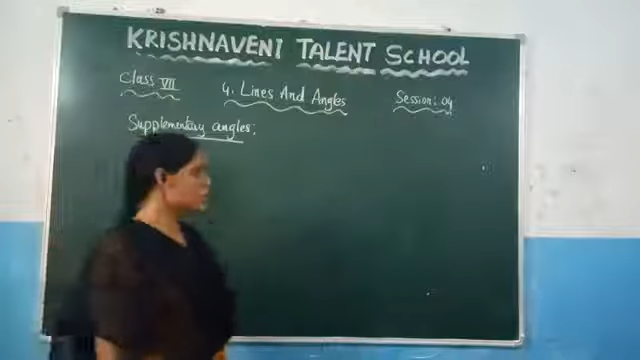 KRISHNAVENI TALENT SCHOOL
Class VII
4. Lines And Angles
Session: 04
Supplementary angles: